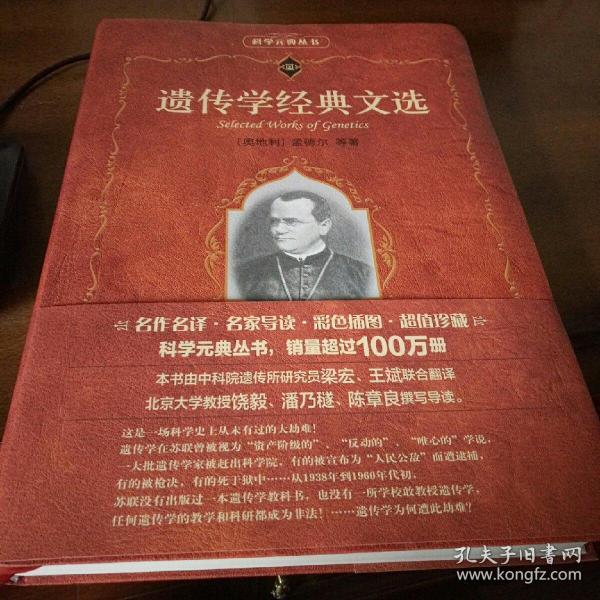 科学元典丛书
遗传学经典文选
Selected Works of Genetics
[奥地利] 孟德尔 等著
名作名译·名家导读·彩色插图·超值珍藏
科学元典丛书，销量超过100万册
本书由中科院遗传所研究员梁宏、王斌联合翻译
北京大学教授饶毅、潘乃穟、陈章良撰写导读。
这是一场科学史上从未有过的大劫难！
遗传学在苏联曾被视为“资产阶级的”、“反动的”、“唯心的”学说，
一大批遗传学家被赶出科学院，有的被宣布为“人民公敌”而遭逮捕，
有的被枪决，有的死于狱中……从1938年到1960年代初，
苏联没有出版过一本遗传学教科书，也没有一所学校敢教授遗传学，
任何遗传学的教学和科研都成为非法！……遗传学为何遭此劫难？
孔夫子旧书网
www.kongfz.com